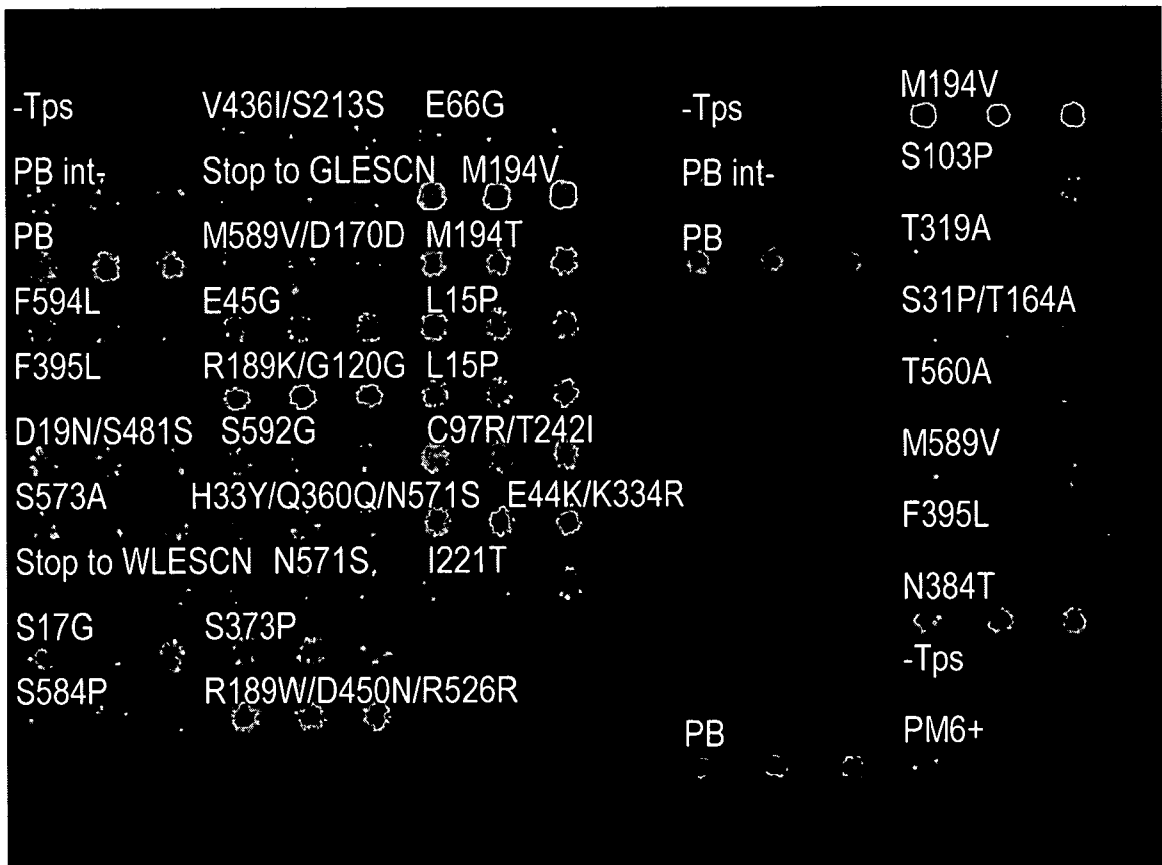 -Tps V436I/S213S E66G -Tps M194V
PB int- Stop to GLESCN M194V PB int- S103P
PB M589V/D170D M194T PB T319A
F594L E45G L15P S31P/T164A
F395L R189K/G120G L15P T560A
D19N/S481S S592G C97R/T242I M589V
S573A H33Y/Q360Q/N571S E44K/K334R F395L
Stop to WLESCN N571S I221T N384T
S17G S373P -Tps
S584P R189W/D450N/R526R PB PM6+